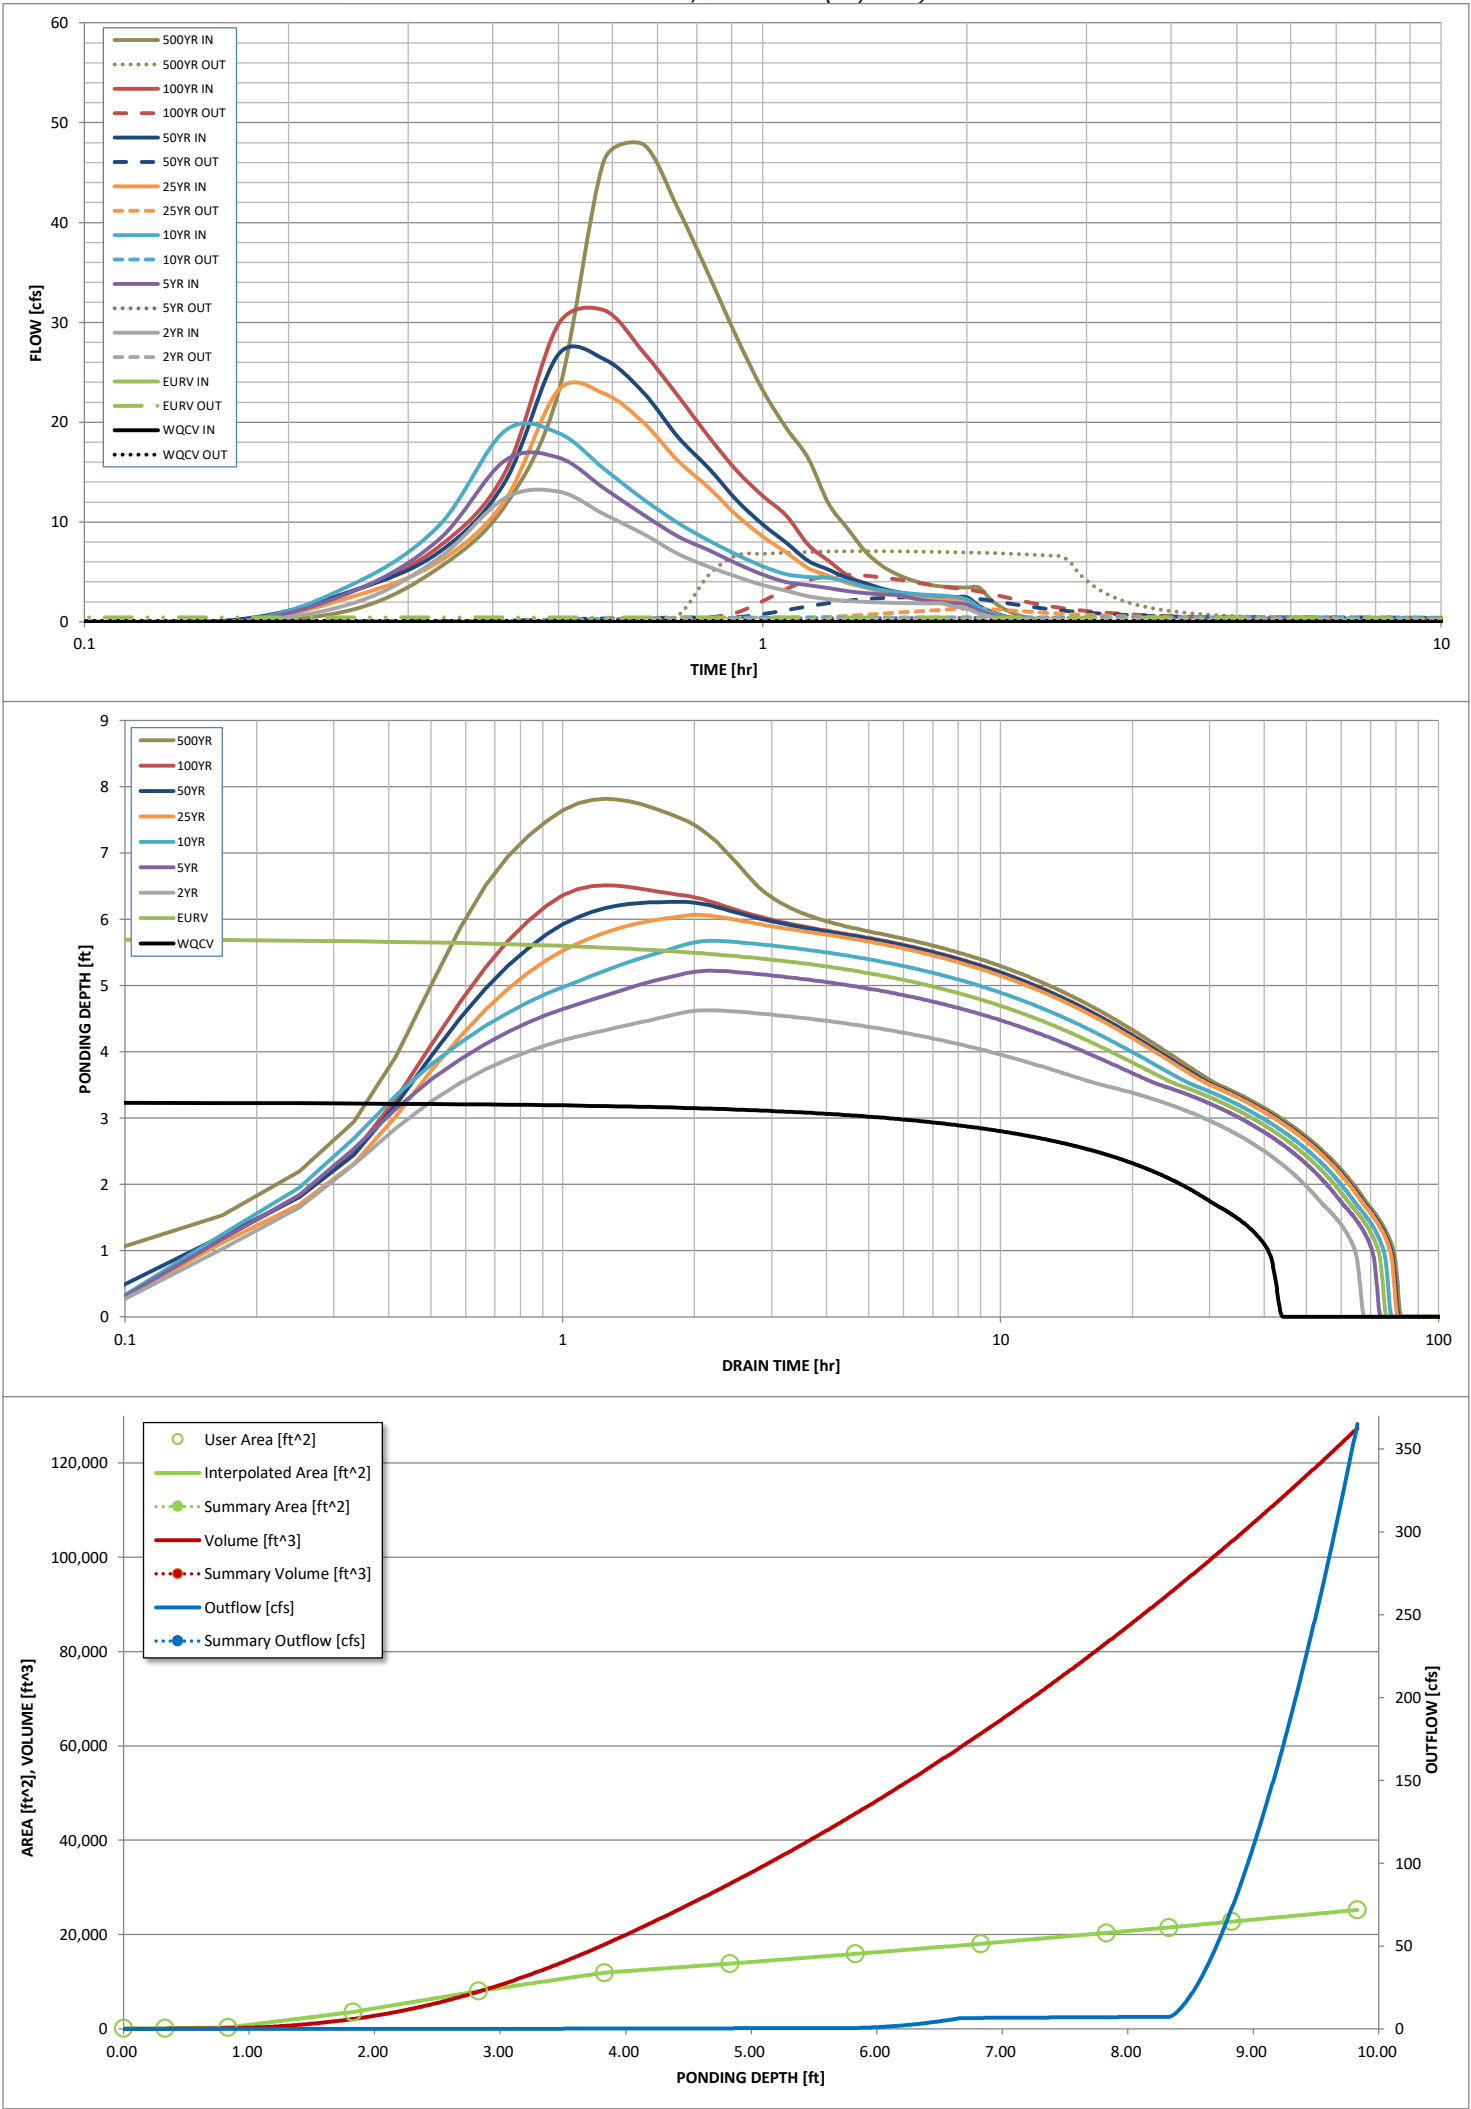 60
50
40
30
20
10
0
FLOW [cfs]
500YR IN
500YR OUT
100YR IN
100YR OUT
50YR IN
50YR OUT
25YR IN
25YR OUT
10YR IN
10YR OUT
5YR IN
5YR OUT
2YR IN
2YR OUT
EURV IN
EURV OUT
WQCV IN
WQCV OUT
0.1 1 10
TIME [hr]
9
8
7
6
5
4
3
2
1
0
PONDING DEPTH [ft]
500YR
100YR
50YR
25YR
10YR
5YR
2YR
EURV
WQCV
0.1 1 10 100
DRAIN TIME [hr]
User Area [ft^2]
Interpolated Area [ft^2]
Summary Area [ft^2]
Volume [ft^3]
Summary Volume [ft^3]
Outflow [cfs]
Summary Outflow [cfs]
120,000
100,000
80,000
60,000
40,000
20,000
0
AREA [ft^2], VOLUME [ft^3]
350
300
250
200
150
100
50
0
OUTFLOW [cfs]
0.00 1.00 2.00 3.00 4.00 5.00 6.00 7.00 8.00 9.00 10.00
PONDING DEPTH [ft]